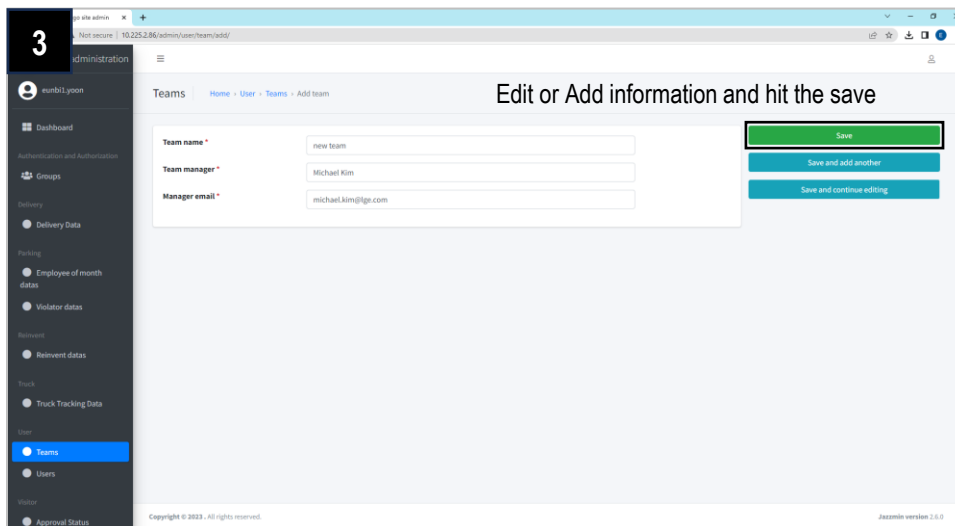 3
go site admin
Not secure | 10.225.2.86/admin/user/team/add/
administration
eunbi1.yoon
Teams
Home › User › Teams › Add team
Edit or Add information and hit the save
Dashboard
Authentication and Authorization
Groups
Delivery
Delivery Data
Parking
Employee of month
datas
Violator datas
Reinvent
Reinvent datas
Truck
Truck Tracking Data
User
Teams
Users
Visitor
Approval Status
Team name *
new team
Team manager *
Michael Kim
Manager email *
michael.kim@lge.com
Save
Save and add another
Save and continue editing
Copyright © 2023 . All rights reserved.
Jazzmin version 2.6.0